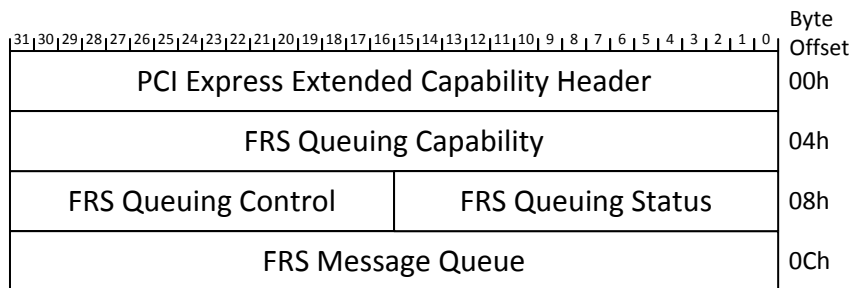 Byte
31 30 29 28 27 26 25 24 23 22 21 20 19 18 17 16 15 14 13 12 11 10 9 8 7 6 5 4 3 2 1 0 Offset
PCI Express Extended Capability Header 00h
FRS Queuing Capability 04h
FRS Queuing Control FRS Queuing Status 08h
FRS Message Queue 0Ch